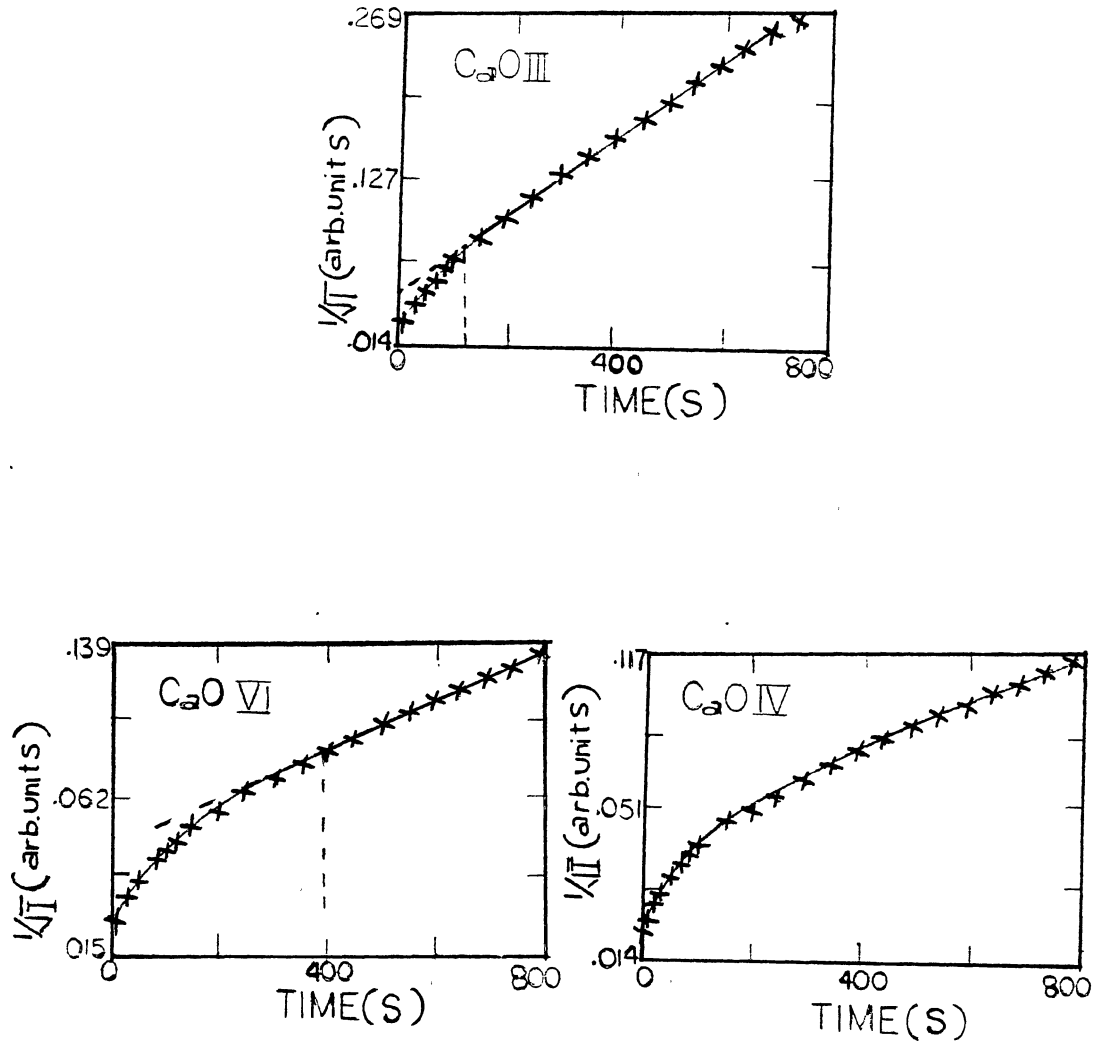 .269
CaO III
.127
1/√I (arb.units)
.014
0
400
800
TIME(S)
.139
CaO VI
.062
1/√I (arb.units)
.015
0
400
800
TIME(S)
.117
CaO IV
.051
1/√I (arb.units)
.014
0
400
800
TIME(S)